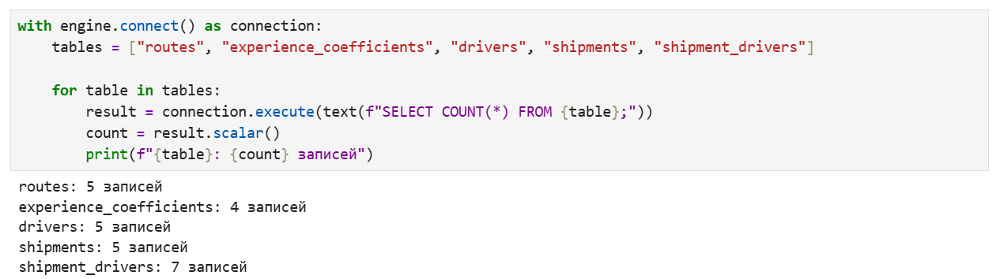 with engine.connect() as connection:
    tables = ["routes", "experience_coefficients", "drivers", "shipments", "shipment_drivers"]
    for table in tables:
        result = connection.execute(text(f"SELECT COUNT(*) FROM {table};"))
        count = result.scalar()
        print(f"{table}: {count} записей")
routes: 5 записей
experience_coefficients: 4 записей
drivers: 5 записей
shipments: 5 записей
shipment_drivers: 7 записей